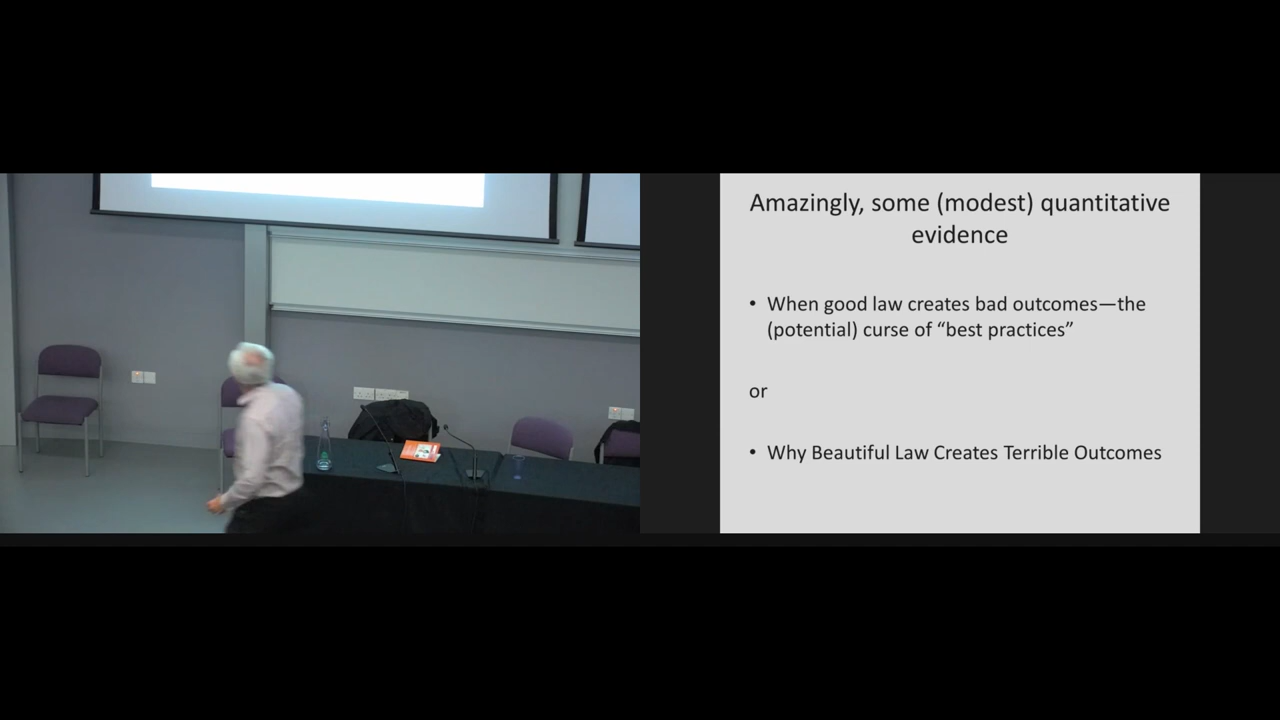 Amazingly, some (modest) quantitative
evidence
• When good law creates bad outcomes—the
(potential) curse of “best practices”
or
• Why Beautiful Law Creates Terrible Outcomes